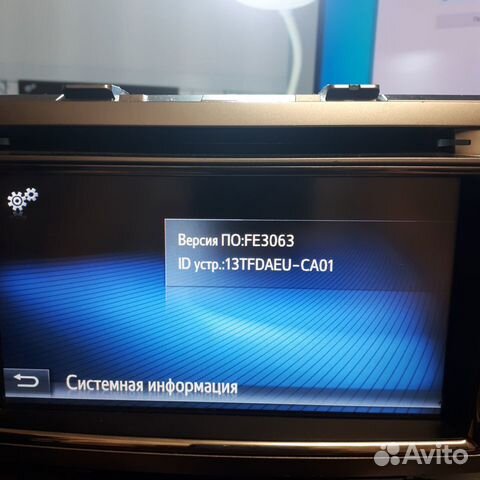 Версия ПО:FE3063
ID устр.:13TFDAEU-CA01
Системная информация
Avito